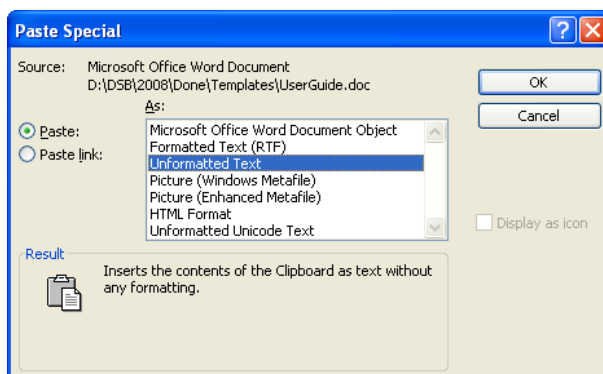 Paste Special
Source: Microsoft Office Word Document
D:\DSB\2008\Done\Templates\UserGuide.doc
As:
Paste:
Paste link:
Microsoft Office Word Document Object
Formatted Text (RTF)
Unformatted Text
Picture (Windows Metafile)
Picture (Enhanced Metafile)
HTML Format
Unformatted Unicode Text
OK
Cancel
Display as icon
Result
Inserts the contents of the Clipboard as text without
any formatting.